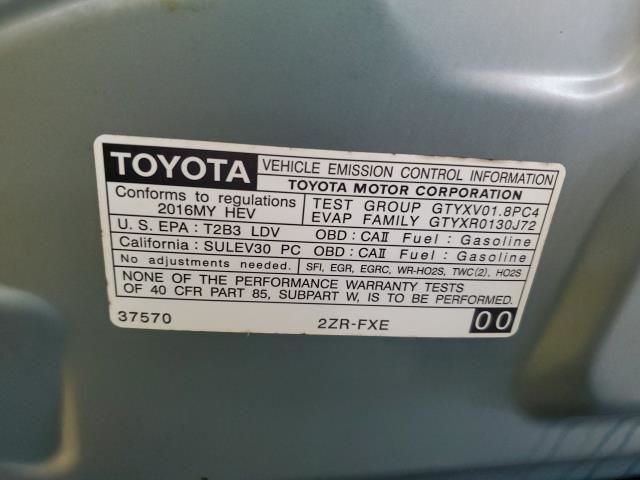 TOYOTA VEHICLE EMISSION CONTROL INFORMATION
TOYOTA MOTOR CORPORATION
Conforms to regulations
2016MY HEV
TEST GROUP GTYXV01.8PC4
EVAP FAMILY GTYXR0130J72
U. S. EPA : T2B3 LDV OBD : CAⅡ Fuel : Gasoline
California : SULEV30 PC OBD : CAⅡ Fuel : Gasoline
No adjustments needed. SFI, EGR, EGRC, WR-HO2S, TWC(2), HO2S
NONE OF THE PERFORMANCE WARRANTY TESTS
OF 40 CFR PART 85, SUBPART W, IS TO BE PERFORMED.
37570 2ZR-FXE 00